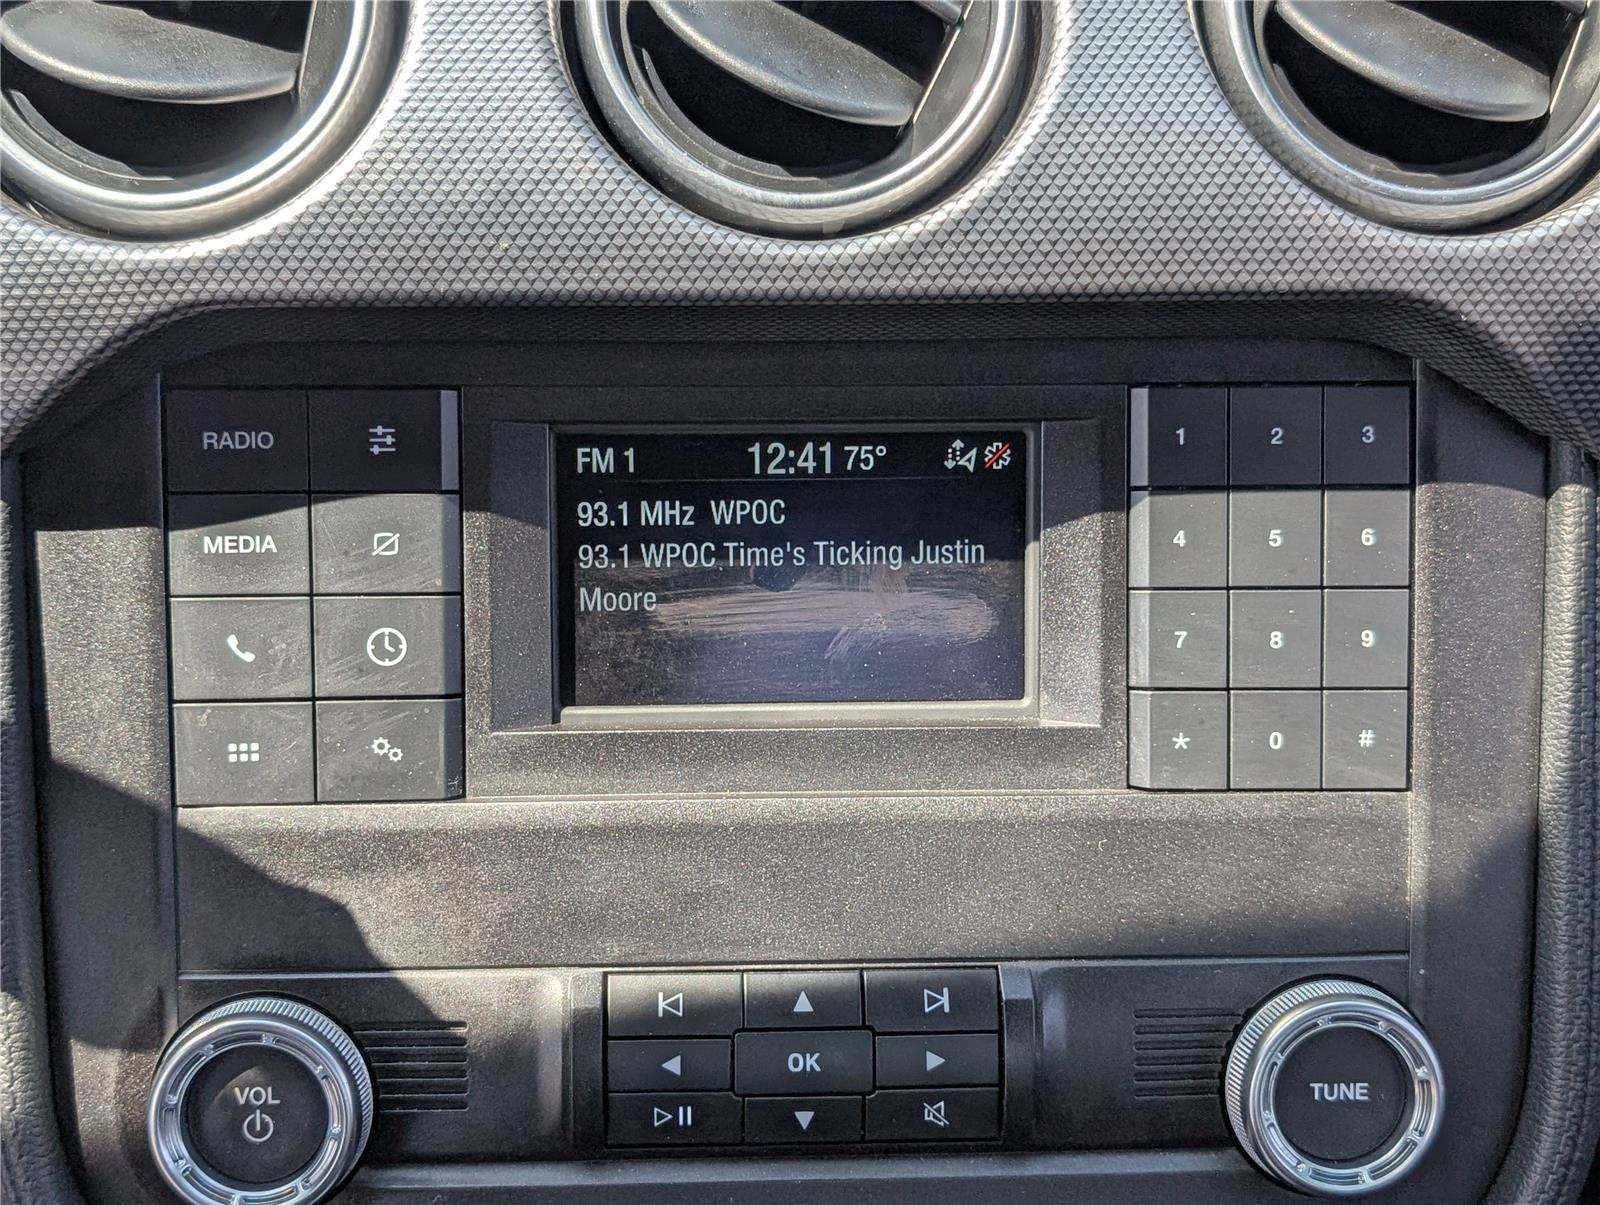 FM 1 12:41 75°
93.1 MHz WPOC
93.1 WPOC Time's Ticking Justin
Moore
RADIO
MEDIA
1 2 3
4 5 6
7 8 9
* 0 #
VOL
OK
TUNE